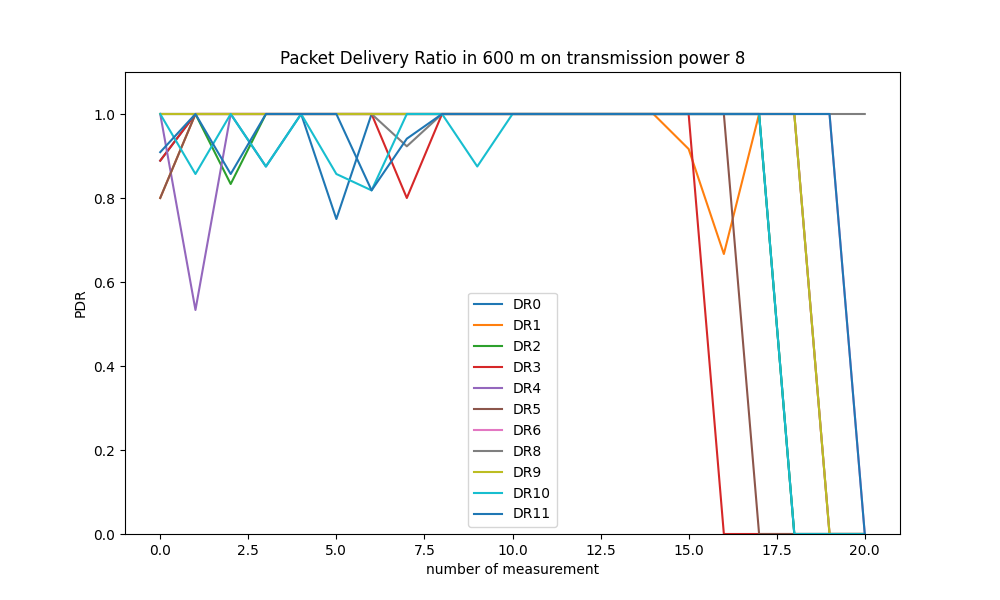 Packet Delivery Ratio in 600 m on transmission power 8
1.0
0.8
0.6
0.4
0.2
0.0
PDR
DR0
DR1
DR2
DR3
DR4
DR5
DR6
DR8
DR9
DR10
DR11
0.0 2.5 5.0 7.5 10.0 12.5 15.0 17.5 20.0
number of measurement